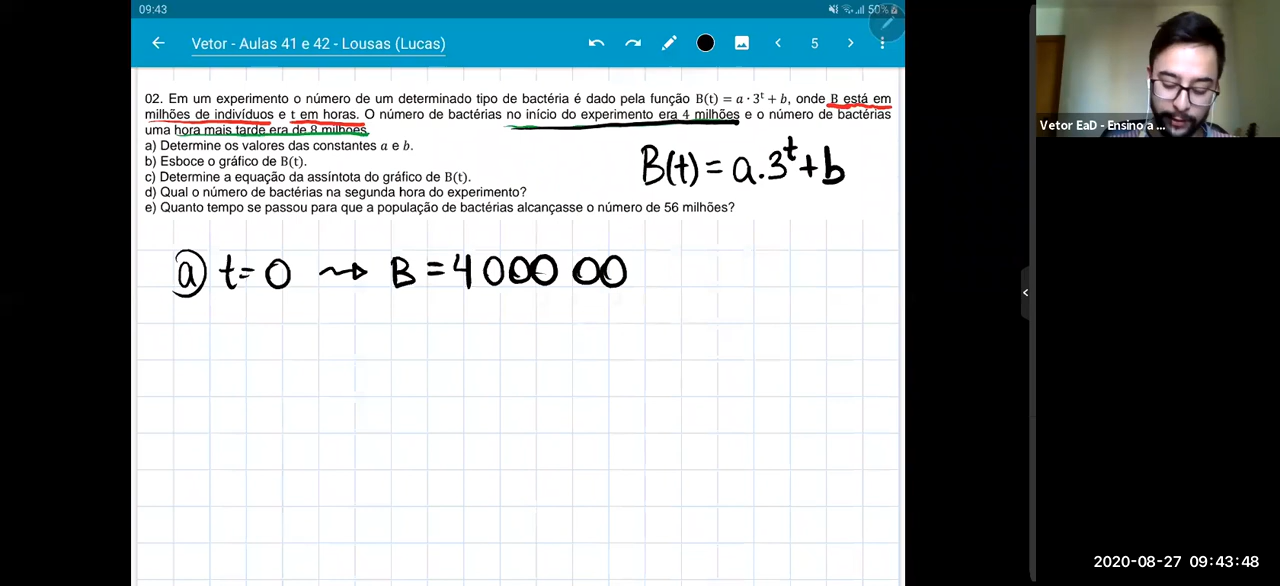 09:43
50%
Vetor - Aulas 41 e 42 - Lousas (Lucas)
5
02. Em um experimento o número de um determinado tipo de bactéria é dado pela função B(t) = a · 3^t + b, onde B está em
milhões de indivíduos e t em horas. O número de bactérias no início do experimento era 4 milhões e o número de bactérias
uma hora mais tarde era de 8 milhões.
a) Determine os valores das constantes a e b.
b) Esboce o gráfico de B(t).
c) Determine a equação da assíntota do gráfico de B(t).
d) Qual o número de bactérias na segunda hora do experimento?
e) Quanto tempo se passou para que a população de bactérias alcançasse o número de 56 milhões?
B(t) = a.3^t + b
a) t = 0 ⇝ B = 4 000 00
Vetor EaD - Ensino a ...
2020-08-27 09:43:48